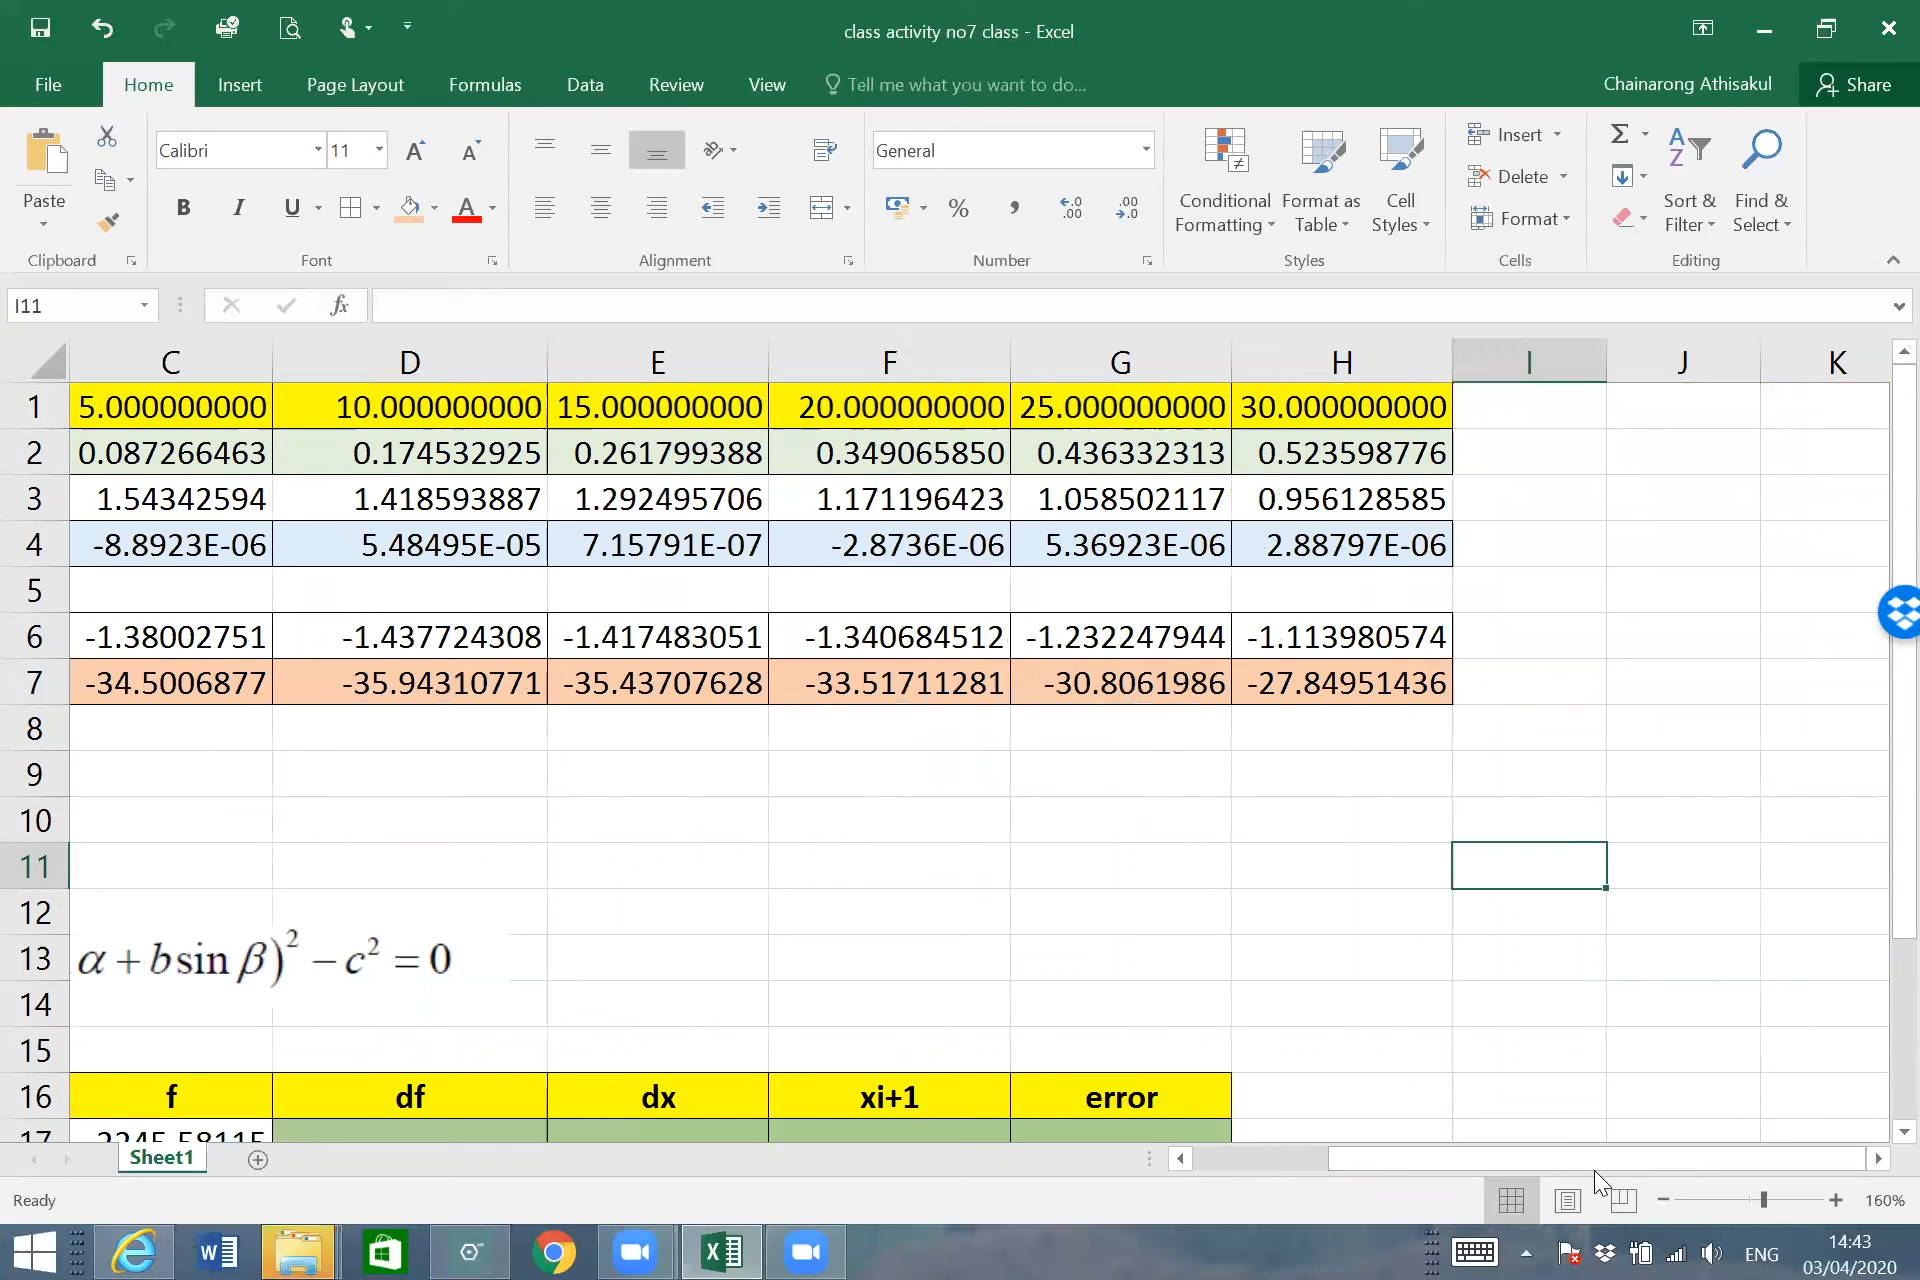 class activity no7 class - Excel
File Home Insert Page Layout Formulas Data Review View Tell me what you want to do... Chainarong Athisakul Share
Calibri 11 General
Paste
Conditional Formatting Format as Table Cell Styles
Insert
Delete
Format
Sort & Filter Find & Select
Clipboard Font Alignment Number Styles Cells Editing
I11 fx
C D E F G H I J K
1 5.000000000 10.000000000 15.000000000 20.000000000 25.000000000 30.000000000
2 0.087266463 0.174532925 0.261799388 0.349065850 0.436332313 0.523598776
3 1.54342594 1.418593887 1.292495706 1.171196423 1.058502117 0.956128585
4 -8.8923E-06 5.48495E-05 7.15791E-07 -2.8736E-06 5.36923E-06 2.88797E-06
5
6 -1.38002751 -1.437724308 -1.417483051 -1.340684512 -1.232247944 -1.113980574
7 -34.5006877 -35.94310771 -35.43707628 -33.51711281 -30.8061986 -27.84951436
8
9
10
11
12
13 α + b sin β)² − c² = 0
14
15
16 f df dx xi+1 error
17
Sheet1
Ready 160%
ENG 14:43
03/04/2020